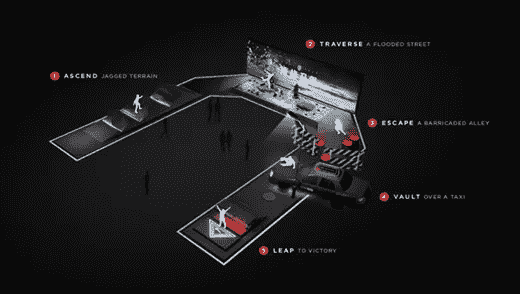 1 ASCEND JAGGED TERRAIN
2 TRAVERSE A FLOODED STREET
3 ESCAPE A BARRICADED ALLEY
4 VAULT OVER A TAXI
5 LEAP TO VICTORY